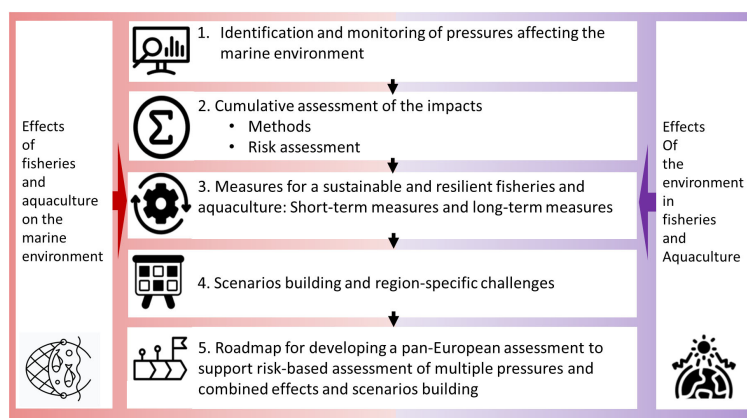 Effects
of
fisheries
and
aquaculture
on the
marine
environment
1. Identification and monitoring of pressures affecting the
marine environment
2. Cumulative assessment of the impacts
• Methods
• Risk assessment
3. Measures for a sustainable and resilient fisheries and
aquaculture: Short-term measures and long-term measures
4. Scenarios building and region-specific challenges
5. Roadmap for developing a pan-European assessment to
support risk-based assessment of multiple pressures and
combined effects and scenarios building
Effects
Of
the
environment
in
fisheries
and
Aquaculture